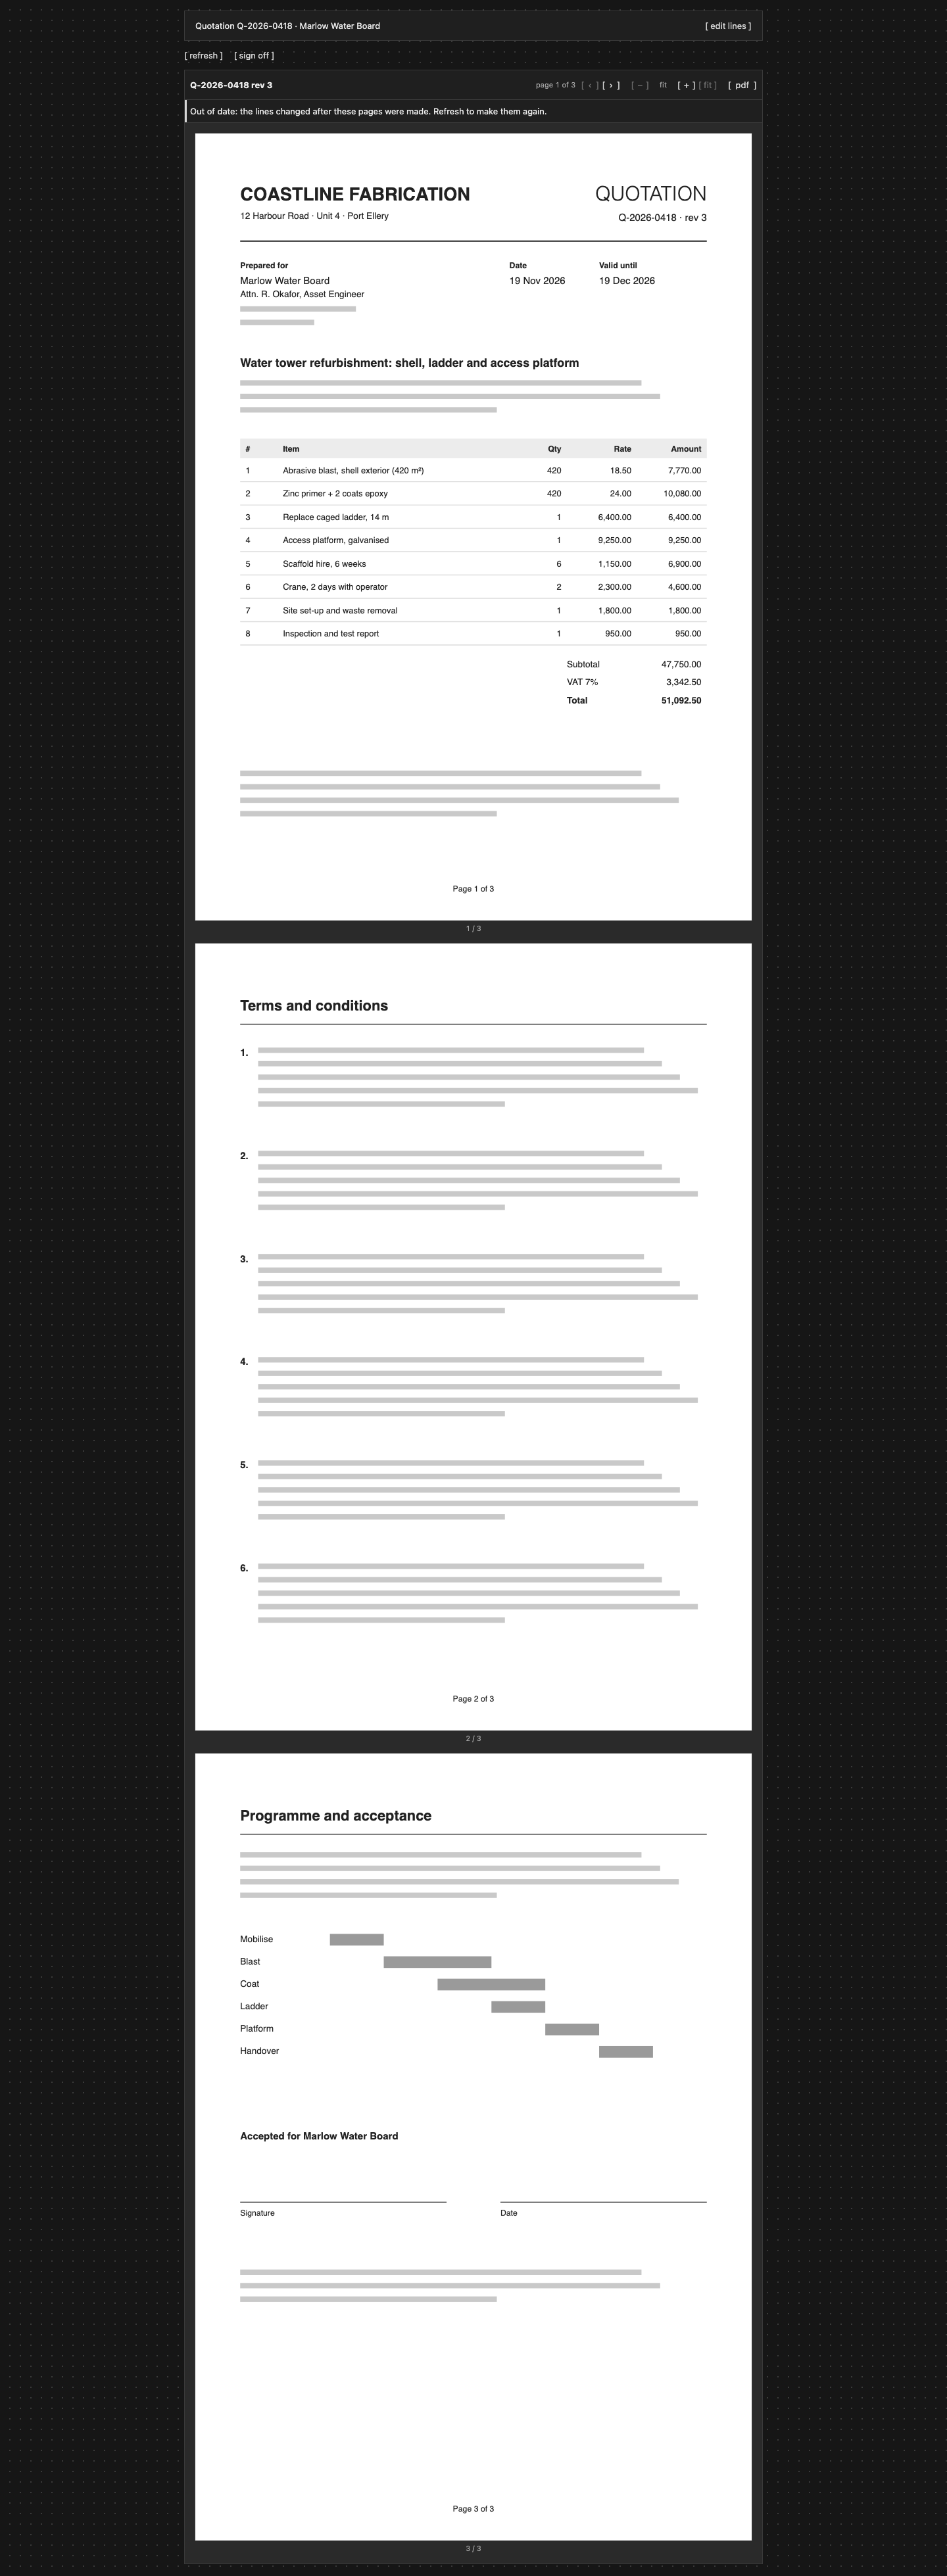 Quotation Q-2026-0418 · Marlow Water Board [ edit lines ]
[ refresh ] [ sign off ]
Q-2026-0418 rev 3 page 1 of 3 [ ‹ ] [ › ] [ − ] fit [ + ] [ fit ] [ pdf ]
Out of date: the lines changed after these pages were made. Refresh to make them again.
COASTLINE FABRICATION QUOTATION
12 Harbour Road · Unit 4 · Port Ellery Q-2026-0418 · rev 3
Prepared for Date Valid until
Marlow Water Board 19 Nov 2026 19 Dec 2026
Attn. R. Okafor, Asset Engineer
Water tower refurbishment: shell, ladder and access platform
# Item Qty Rate Amount
1 Abrasive blast, shell exterior (420 m²) 420 18.50 7,770.00
2 Zinc primer + 2 coats epoxy 420 24.00 10,080.00
3 Replace caged ladder, 14 m 1 6,400.00 6,400.00
4 Access platform, galvanised 1 9,250.00 9,250.00
5 Scaffold hire, 6 weeks 6 1,150.00 6,900.00
6 Crane, 2 days with operator 2 2,300.00 4,600.00
7 Site set-up and waste removal 1 1,800.00 1,800.00
8 Inspection and test report 1 950.00 950.00
Subtotal 47,750.00
VAT 7% 3,342.50
Total 51,092.50
Page 1 of 3
1 / 3
Terms and conditions
1.
2.
3.
4.
5.
6.
Page 2 of 3
2 / 3
Programme and acceptance
Mobilise
Blast
Coat
Ladder
Platform
Handover
Accepted for Marlow Water Board
Signature Date
Page 3 of 3
3 / 3